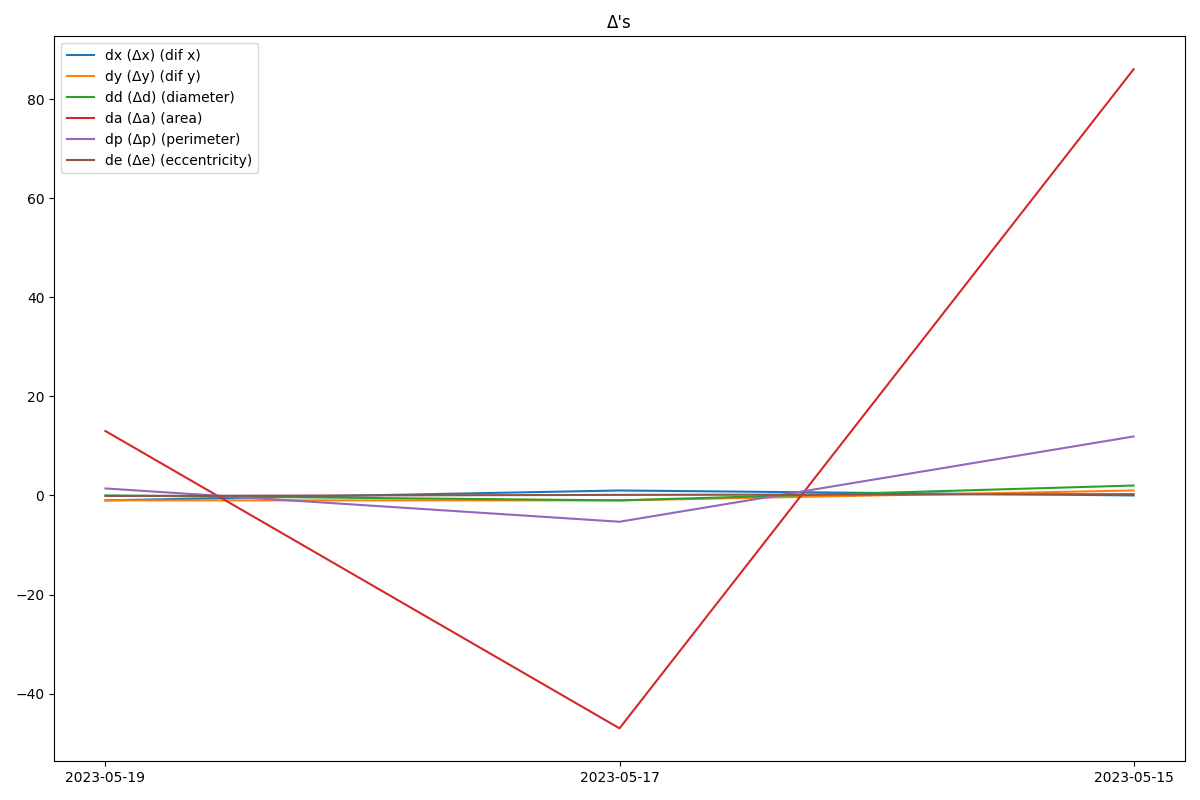 Δ's
dx (Δx) (dif x)
dy (Δy) (dif y)
dd (Δd) (diameter)
da (Δa) (area)
dp (Δp) (perimeter)
de (Δe) (eccentricity)
80
60
40
20
0
−20
−40
2023-05-19
2023-05-17
2023-05-15